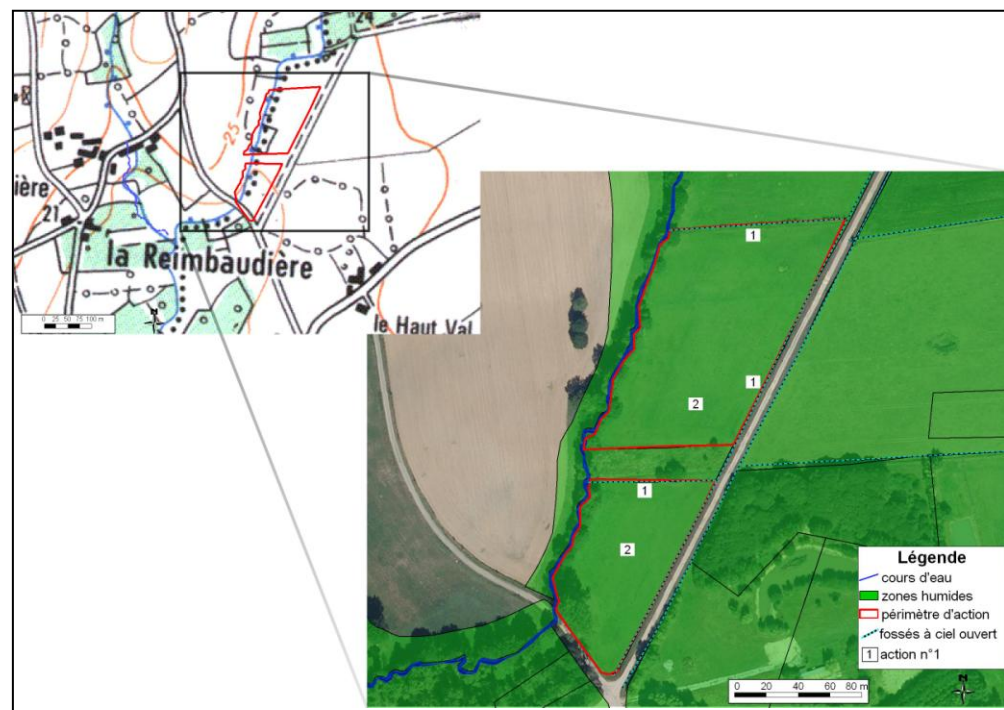 24
25
ière
21
la Reimbaudière
le Haut Val
0 25 50 75 100 m
N
1
1
2
1
2
Légende
cours d'eau
zones humides
périmètre d'action
fossés à ciel ouvert
1 action n°1
0 20 40 60 80 m
N